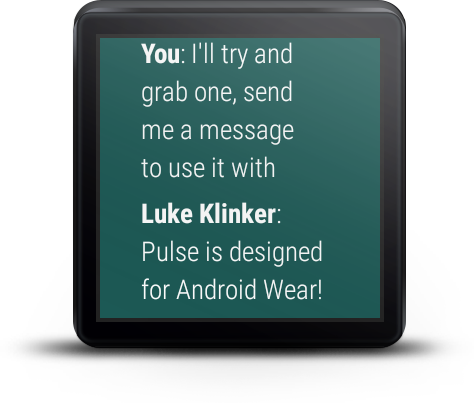 You: I'll try and
grab one, send
me a message
to use it with
Luke Klinker:
Pulse is designed
for Android Wear!